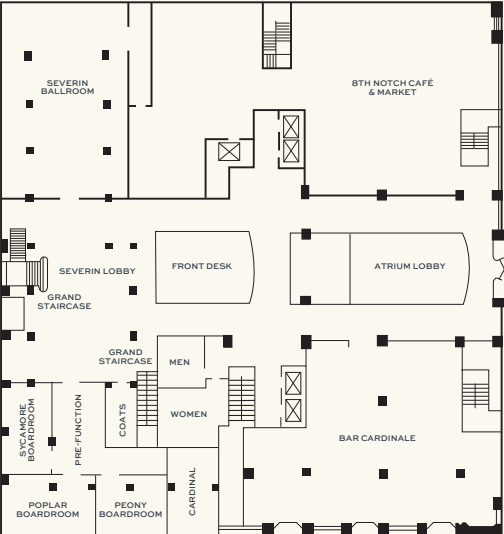 SEVERIN
BALLROOM
8TH NOTCH CAFÉ
& MARKET
SEVERIN LOBBY
FRONT DESK
ATRIUM LOBBY
GRAND
STAIRCASE
GRAND
STAIRCASE
MEN
WOMEN
COATS
PRE-FUNCTION
SYCAMORE
BOARDROOM
BAR CARDINALE
CARDINAL
POPLAR
BOARDROOM
PEONY
BOARDROOM